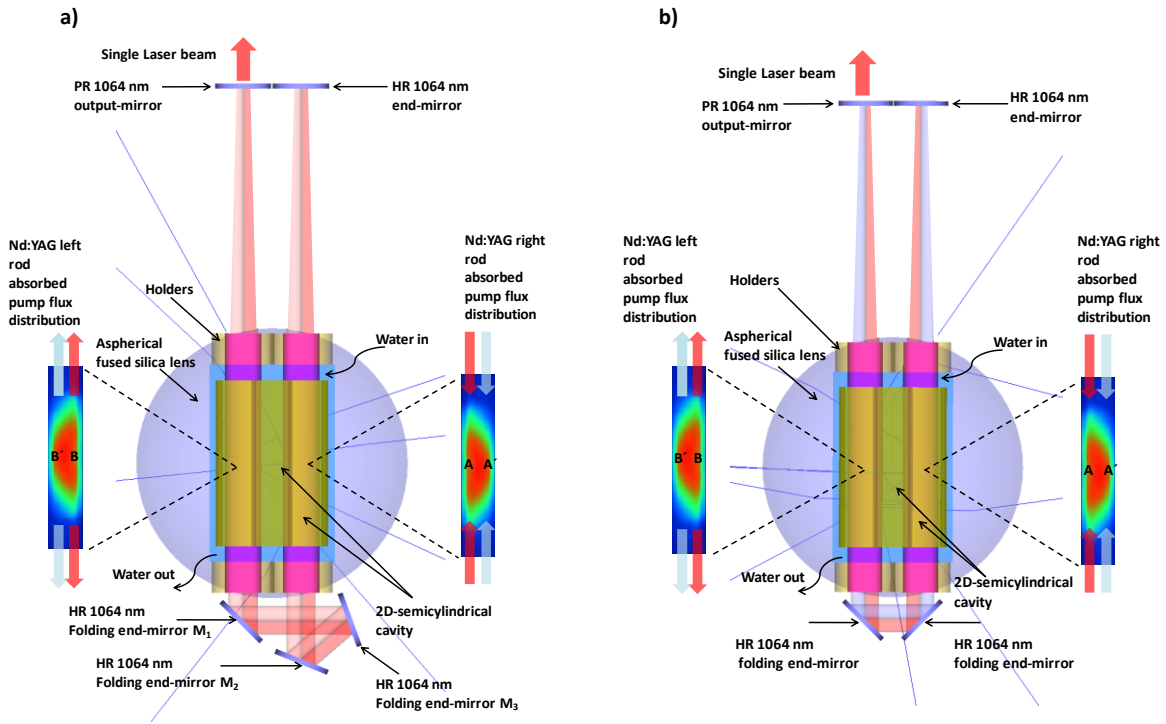 a)
Single Laser beam
PR 1064 nm
output-mirror
HR 1064 nm
end-mirror
Nd:YAG left
rod
absorbed
pump flux
distribution
Nd:YAG right
rod
absorbed
pump flux
distribution
Holders
Aspherical
fused silica lens
Water in
B´ B
A A´
Water out
2D-semicylindrical
cavity
HR 1064 nm
Folding end-mirror M1
HR 1064 nm
Folding end-mirror M2
HR 1064 nm
Folding end-mirror M3
b)
Single Laser beam
PR 1064 nm
output-mirror
HR 1064 nm
end-mirror
Nd:YAG left
rod
absorbed
pump flux
distribution
Nd:YAG right
rod
absorbed
pump flux
distribution
Holders
Aspherical
fused silica lens
Water in
B´ B
A A´
Water out
2D-semicylindrical
cavity
HR 1064 nm
folding end-mirror
HR 1064 nm
folding end-mirror